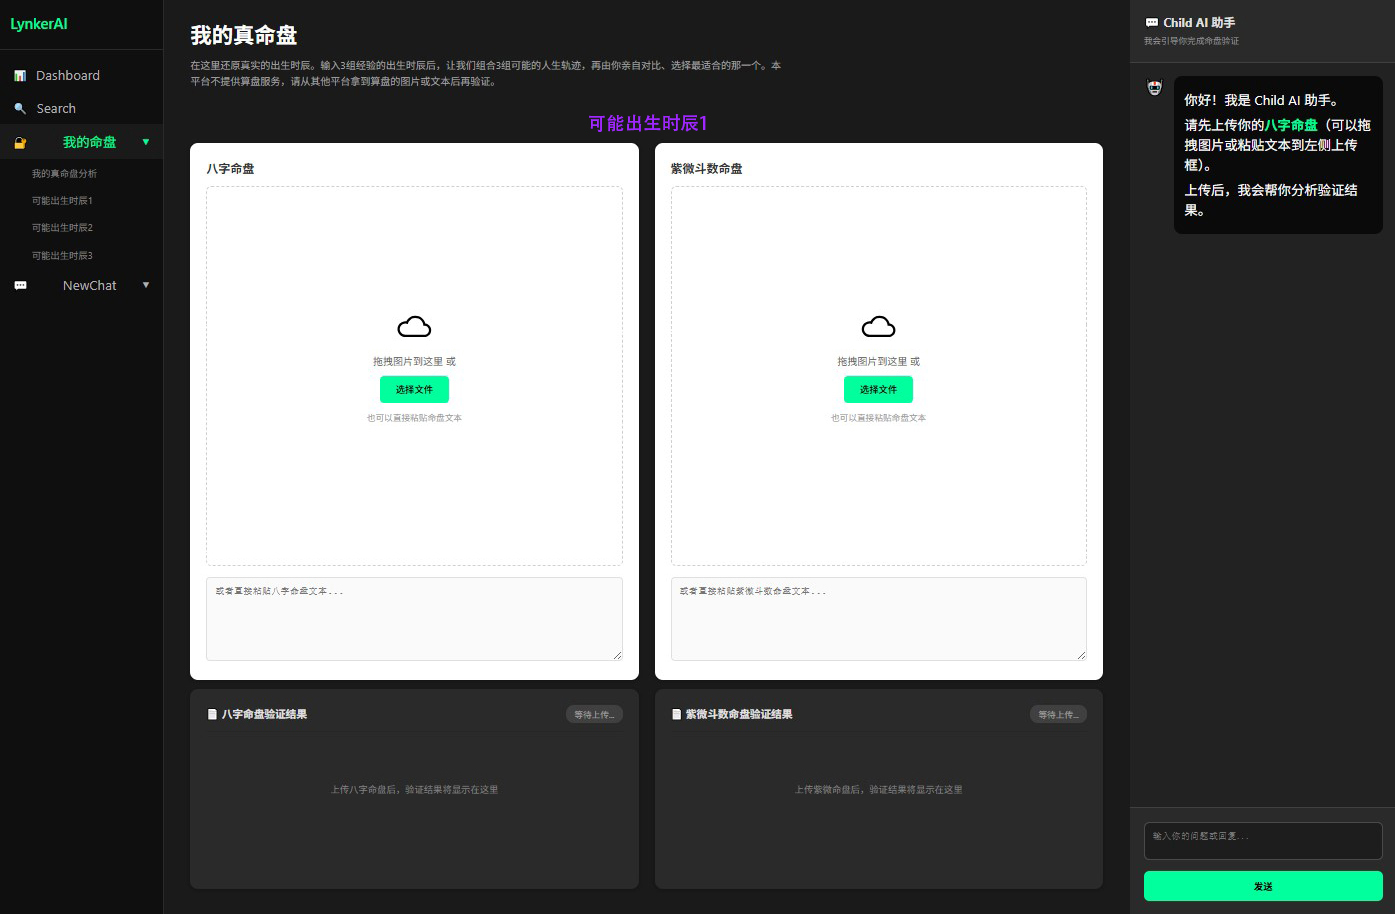 LynkerAI
Dashboard
Search
我的命盘
我的真命盘分析
可能出生时辰1
可能出生时辰2
可能出生时辰3
NewChat
我的真命盘
在这里还原真实的出生时辰。输入3组经验的出生时辰后，让我们组合3组可能的人生轨迹，再由你亲自对比、选择最适合的那一个。本
平台不提供算盘服务，请从其他平台拿到算盘的图片或文本后再验证。
可能出生时辰1
八字命盘
拖拽图片到这里 或
选择文件
也可以直接粘贴命盘文本
或者直接粘贴八字命盘文本...
紫微斗数命盘
拖拽图片到这里 或
选择文件
也可以直接粘贴命盘文本
或者直接粘贴紫微斗数命盘文本...
八字命盘验证结果
等待上传...
上传八字命盘后，验证结果将显示在这里
紫微斗数命盘验证结果
等待上传...
上传紫微命盘后，验证结果将显示在这里
Child AI 助手
我会引导你完成命盘验证
你好！我是 Child AI 助手。
请先上传你的八字命盘（可以拖
拽图片或粘贴文本到左侧上传
框）。
上传后，我会帮你分析验证结
果。
输入你的问题或回复...
发送